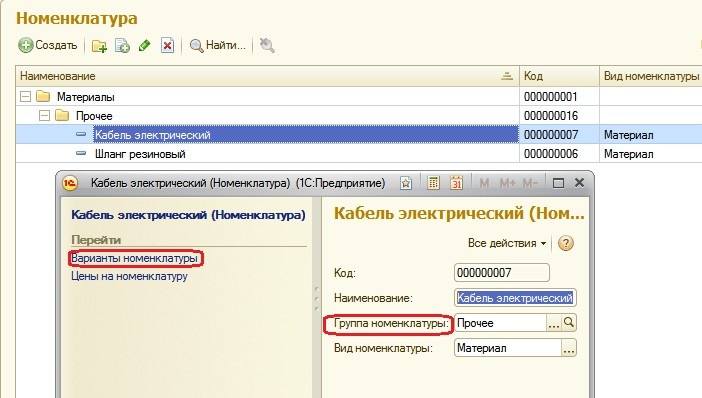 Номенклатура
Создать Найти...
Наименование Код Вид номенклатуры
Материалы 000000001
Прочее 000000016
Кабель электрический 000000007 Материал
Шланг резиновый 000000006 Материал
1С Кабель электрический (Номенклатура) (1С:Предприятие) 31 M M+ M-
Кабель электрический (Номенклатура)
Перейти
Варианты номенклатуры
Цены на номенклатуру
Кабель электрический (Ном...
Все действия ?
Код: 000000007
Наименование: Кабель электрический
Группа номенклатуры: Прочее ...
Вид номенклатуры: Материал ...